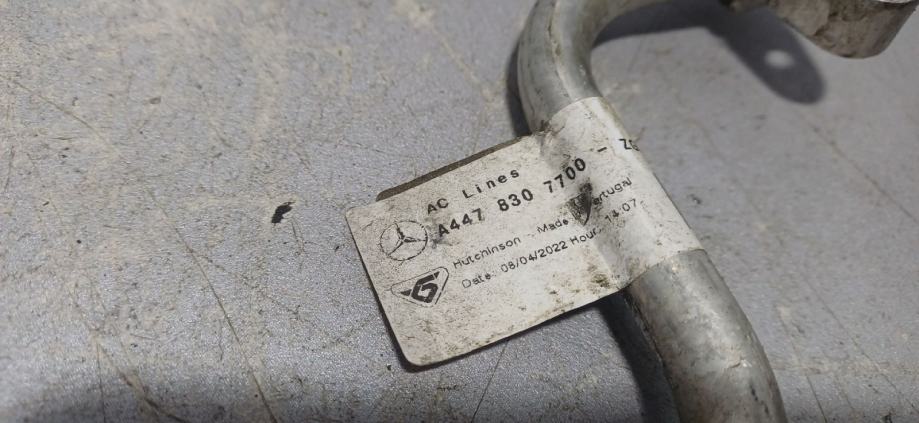 AC Lines
A447 830 7700 -
Hutchinson - Made
Date: 08/04/2022 Hour: 14:07